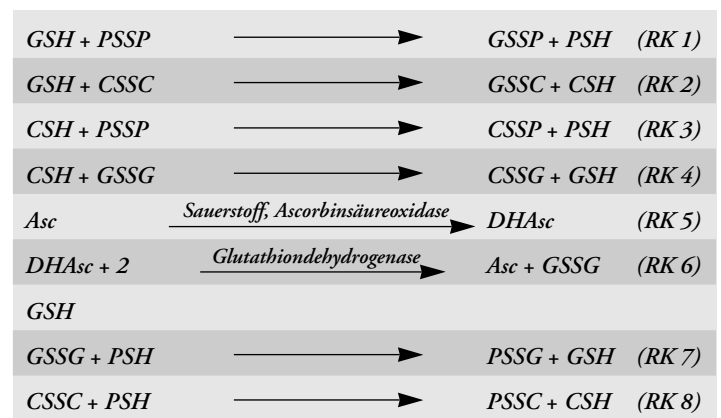 GSH + PSSP GSSP + PSH (RK 1)
GSH + CSSC GSSC + CSH (RK 2)
CSH + PSSP CSSP + PSH (RK 3)
CSH + GSSG CSSG + GSH (RK 4)
Asc Sauerstoff, Ascorbinsäureoxidase DHAsc (RK 5)
DHAsc + 2 Glutathiondehydrogenase Asc + GSSG (RK 6)
GSH
GSSG + PSH PSSG + GSH (RK 7)
CSSC + PSH PSSC + CSH (RK 8)